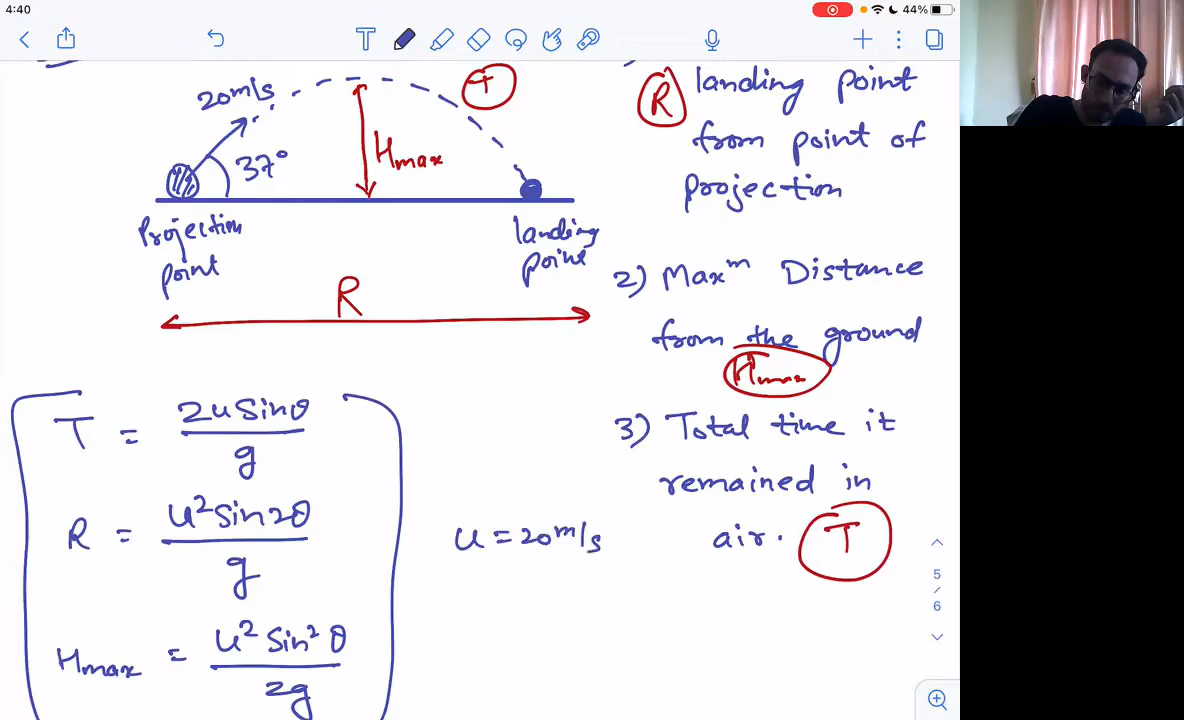 4:40
44%
T
20m/s
T
37°
Hmax
Projection
point
landing
point
R
R
landing point
from point of
projection
2) Maxᵐ Distance
from the ground
Hmax
3) Total time it
remained in
air. T
T = 2u Sinθ / g
R = u² Sin2θ / g
u = 20m/s
Hmax = u² Sin² θ / 2g
5
/
6